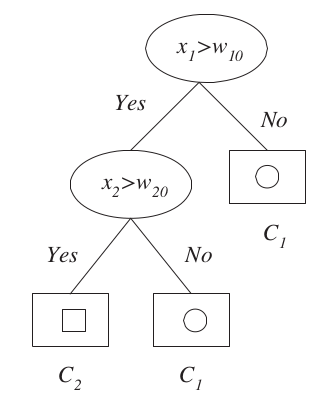 x₁>w₁₀
Yes
No
x₂>w₂₀
C₁
Yes
No
C₂
C₁